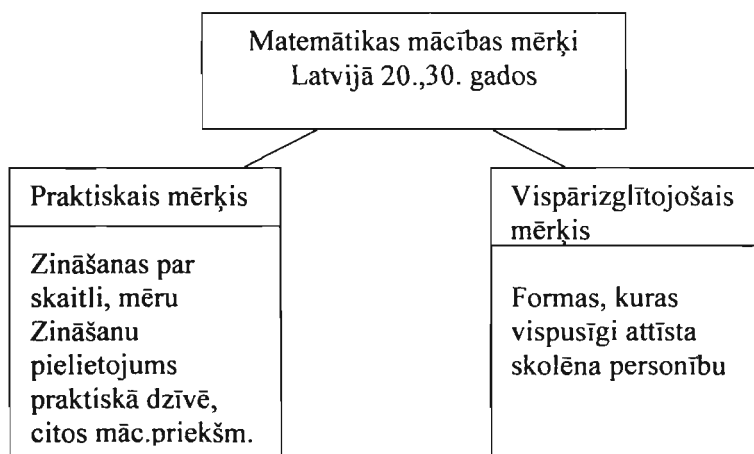 Matemātikas mācības mērķi
Latvijā 20.,30. gados
Praktiskais mērķis
Zināšanas par
skaitli, mēru
Zināšanu
pielietojums
praktiskā dzīvē,
citos māc.priekšm.
Vispārizglītojošais
mērķis
Formas, kuras
vispusīgi attīsta
skolēna personību